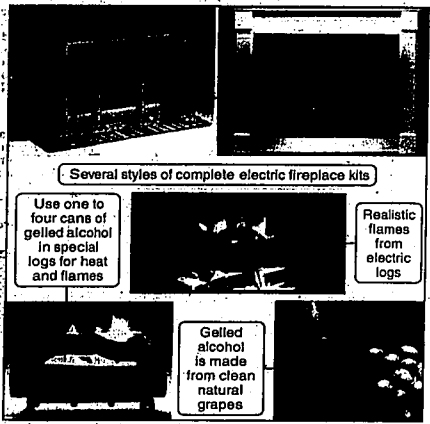 Several styles of complete electric fireplace kits
Use one to
four cans of
gelled alcohol
in special
logs for heat
and flames
Realistic
flames
from
electric
logs
Gelled
alcohol
is made
from clean
natural
grapes